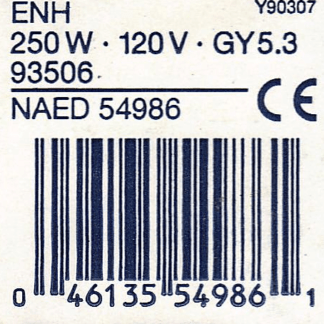 ENH
Y90307
250 W · 120 V · GY5.3
93506
CE
NAED 54986
0 46135 54986 1